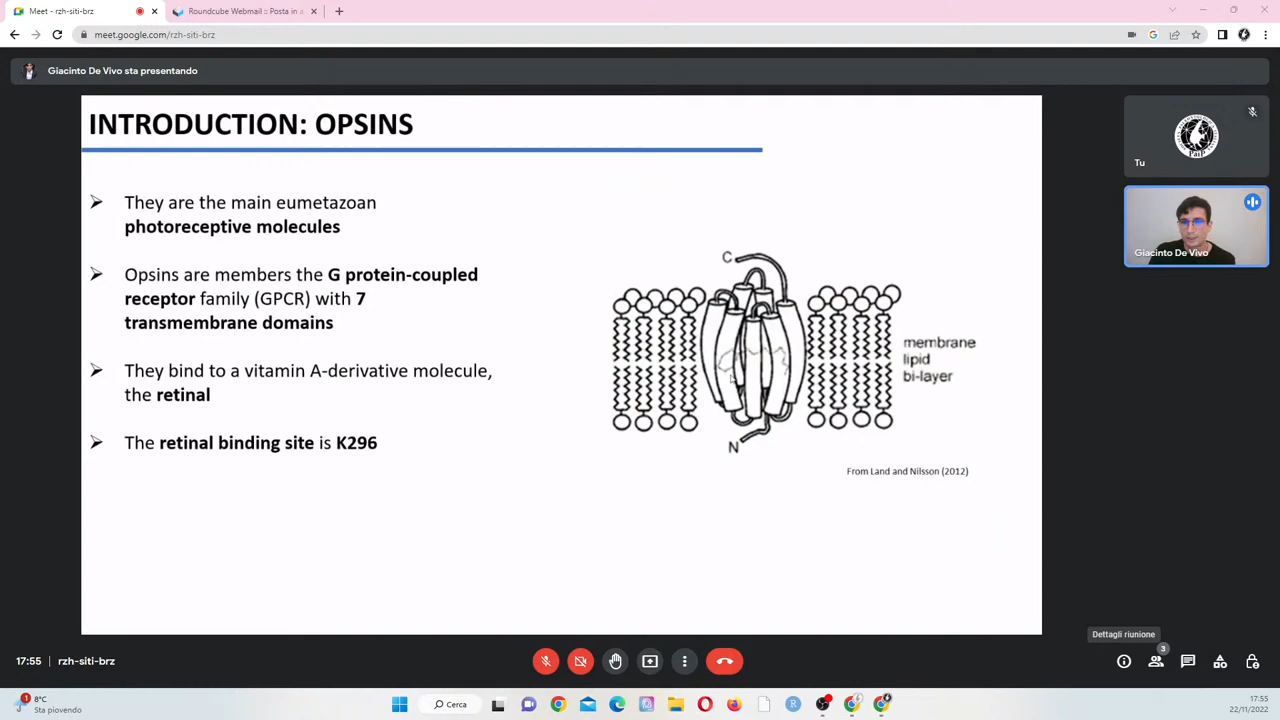 Meet - rzh-siti-brz
Roundcube Webmail :: Posta in a
meet.google.com/rzh-siti-brz
Giacinto De Vivo sta presentando
INTRODUCTION: OPSINS
They are the main eumetazoan
photoreceptive molecules
Opsins are members the G protein-coupled
receptor family (GPCR) with 7
transmembrane domains
They bind to a vitamin A-derivative molecule,
the retinal
The retinal binding site is K296
C
membrane
lipid
bi-layer
N
From Land and Nilsson (2012)
Tu
Giacinto De Vivo
Dettagli riunione
17:55 | rzh-siti-brz
3
1
8°C
Sta piovendo
Cerca
17:55
22/11/2022